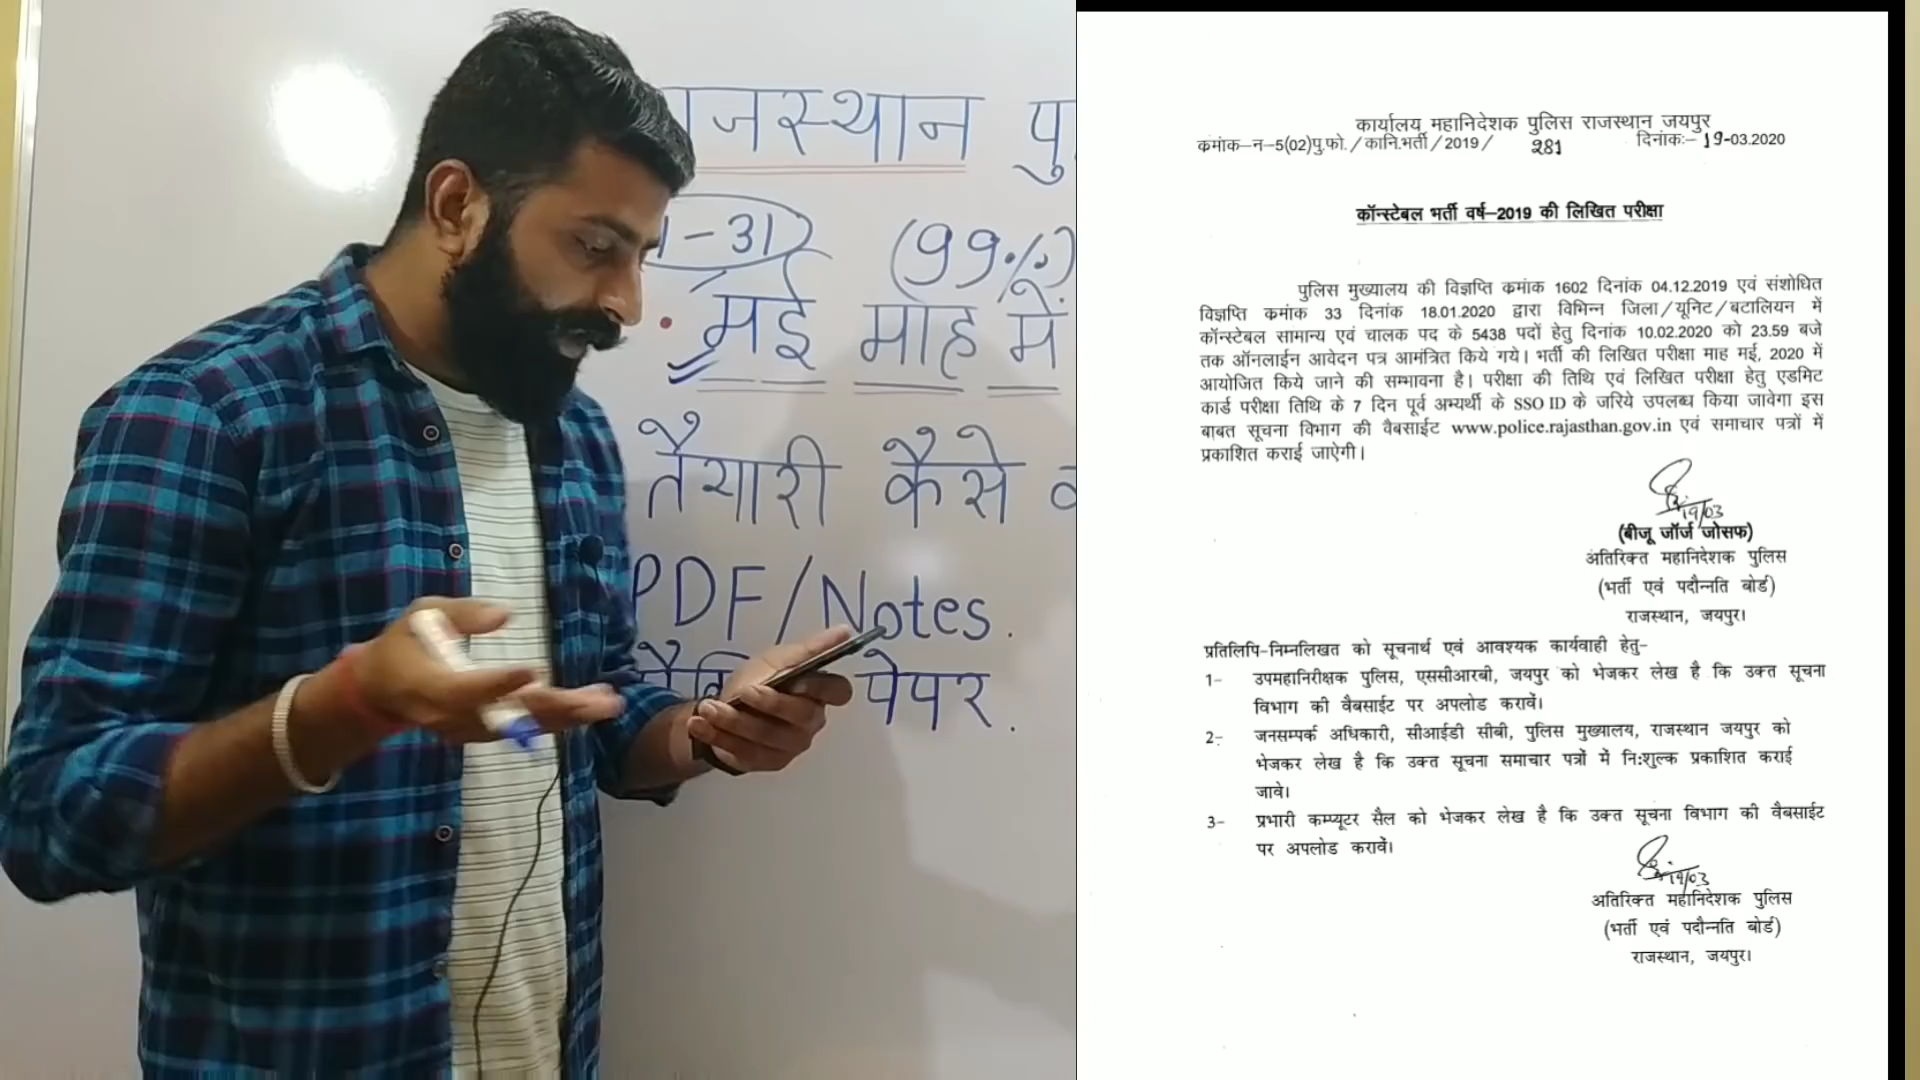 राजस्थान
1-31 (99%)
मई माह में
तैयारी कैसे
PDF/Notes.
पेपर.
कार्यालय महानिदेशक पुलिस राजस्थान जयपुर
क्रमांक–न–5(02)पु.फो./कानि.भर्ती/2019/ 281 दिनांकः– 19-03.2020
कॉन्स्टेबल भर्ती वर्ष–2019 की लिखित परीक्षा
पुलिस मुख्यालय की विज्ञप्ति क्रमांक 1602 दिनांक 04.12.2019 एवं संशोधित
विज्ञप्ति क्रमांक 33 दिनांक 18.01.2020 द्वारा विभिन्न जिला/यूनिट/बटालियन में
कॉन्स्टेबल सामान्य एवं चालक पद के 5438 पदों हेतु दिनांक 10.02.2020 को 23.59 बजे
तक ऑनलाईन आवेदन पत्र आमंत्रित किये गये। भर्ती की लिखित परीक्षा माह मई, 2020 में
आयोजित किये जाने की सम्भावना है। परीक्षा की तिथि एवं लिखित परीक्षा हेतु एडमिट
कार्ड परीक्षा तिथि के 7 दिन पूर्व अभ्यर्थी के SSO ID के जरिये उपलब्ध किया जावेगा इस
बाबत सूचना विभाग की वैबसाईट www.police.rajasthan.gov.in एवं समाचार पत्रों में
प्रकाशित कराई जाऐगी।
19/03
(बीजू जॉर्ज जोसफ)
अतिरिक्त महानिदेशक पुलिस
(भर्ती एवं पदौन्नति बोर्ड)
राजस्थान, जयपुर।
प्रतिलिपि-निम्नलिखत को सूचनार्थ एवं आवश्यक कार्यवाही हेतु-
1- उपमहानिरीक्षक पुलिस, एससीआरबी, जयपुर को भेजकर लेख है कि उक्त सूचना
विभाग की वैबसाईट पर अपलोड करावें।
2- जनसम्पर्क अधिकारी, सीआईडी सीबी, पुलिस मुख्यालय, राजस्थान जयपुर को
भेजकर लेख है कि उक्त सूचना समाचार पत्रों में नि:शुल्क प्रकाशित कराई
जावे।
3- प्रभारी कम्प्यूटर सैल को भेजकर लेख है कि उक्त सूचना विभाग की वैबसाईट
पर अपलोड करावें।
19/03
अतिरिक्त महानिदेशक पुलिस
(भर्ती एवं पदौन्नति बोर्ड)
राजस्थान, जयपुर।